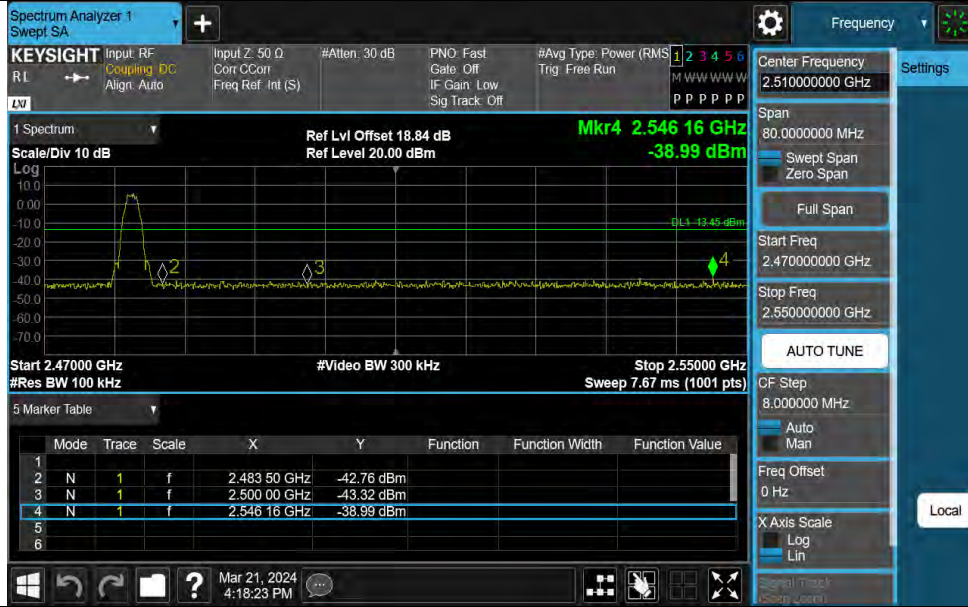 Spectrum Analyzer 1
Swept SA
+
Frequency
KEYSIGHT
RL
LXI
Input: RF
Coupling: DC
Align: Auto
Input Z: 50 Ω
Corr CCorr
Freq Ref: Int (S)
#Atten: 30 dB
PNO: Fast
Gate: Off
IF Gain: Low
Sig Track: Off
#Avg Type: Power (RMS
Trig: Free Run
1 2 3 4 5 6
M W W W W W
P P P P P P
1 Spectrum
Scale/Div 10 dB
Ref Lvl Offset 18.84 dB
Ref Level 20.00 dBm
Mkr4 2.546 16 GHz
-38.99 dBm
Log
10.0
0.00
-10.0
-20.0
-30.0
-40.0
-50.0
-60.0
-70.0
DL1 -13.45 dBm
2
3
4
Start 2.47000 GHz
#Video BW 300 kHz
Stop 2.55000 GHz
#Res BW 100 kHz
Sweep 7.67 ms (1001 pts)
5 Marker Table
Mode Trace Scale X Y Function Function Width Function Value
1
2 N 1 f 2.483 50 GHz -42.76 dBm
3 N 1 f 2.500 00 GHz -43.32 dBm
4 N 1 f 2.546 16 GHz -38.99 dBm
5
6
?
Mar 21, 2024
4:18:23 PM
Center Frequency
2.510000000 GHz
Span
80.0000000 MHz
Swept Span
Zero Span
Full Span
Start Freq
2.470000000 GHz
Stop Freq
2.550000000 GHz
AUTO TUNE
CF Step
8.000000 MHz
Auto
Man
Freq Offset
0 Hz
X Axis Scale
Log
Lin
Signal Track
(Span Zoom)
Settings
Local